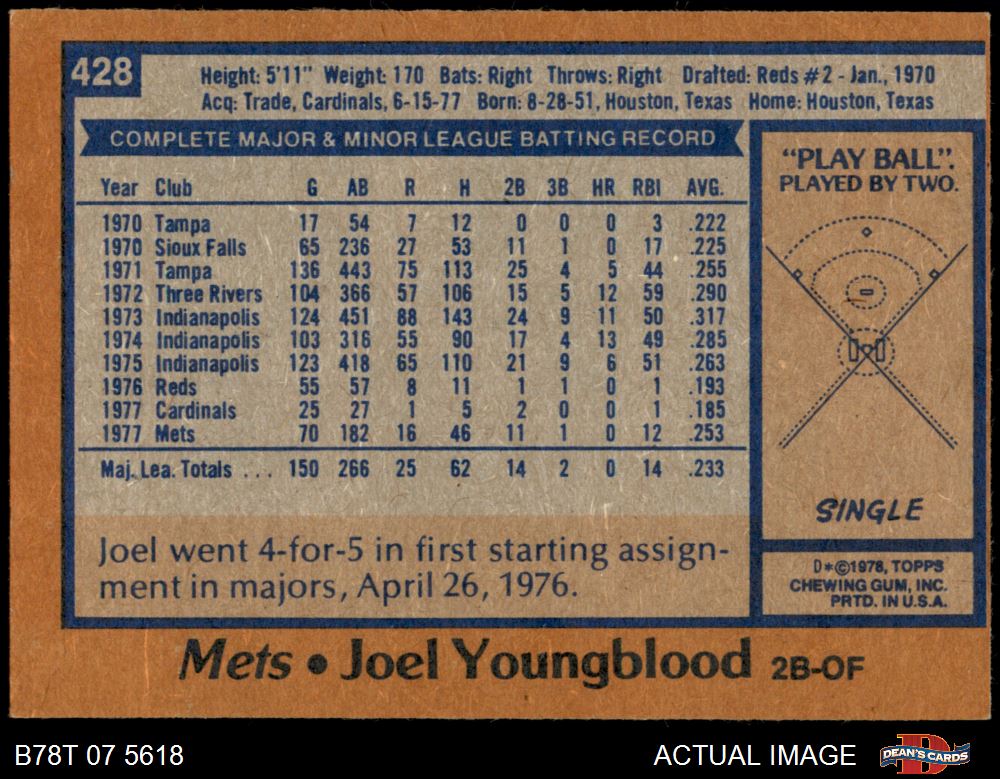 428
Height: 5'11" Weight: 170 Bats: Right Throws: Right Drafted: Reds #2 - Jan., 1970
Acq: Trade, Cardinals, 6-15-77 Born: 8-28-51, Houston, Texas Home: Houston, Texas
COMPLETE MAJOR & MINOR LEAGUE BATTING RECORD
Year Club G AB R H 2B 3B HR RBI AVG.
1970 Tampa 17 54 7 12 0 0 0 3 .222
1970 Sioux Falls 65 236 27 53 11 1 0 17 .225
1971 Tampa 136 443 75 113 25 4 5 44 .255
1972 Three Rivers 104 366 57 106 15 5 12 59 .290
1973 Indianapolis 124 451 88 143 24 9 11 50 .317
1974 Indianapolis 103 316 55 90 17 4 13 49 .285
1975 Indianapolis 123 418 65 110 21 9 6 51 .263
1976 Reds 55 57 8 11 1 1 0 1 .193
1977 Cardinals 25 27 1 5 2 0 0 1 .185
1977 Mets 70 182 16 46 11 1 0 12 .253
Maj. Lea. Totals ... 150 266 25 62 14 2 0 14 .233
Joel went 4-for-5 in first starting assign-
ment in majors, April 26, 1976.
"PLAY BALL".
PLAYED BY TWO.
SINGLE
D*©1978, TOPPS
CHEWING GUM, INC.
PRTD. IN U.S.A.
Mets • Joel Youngblood 2B-OF
B78T 07 5618 ACTUAL IMAGE DEAN'S CARDS